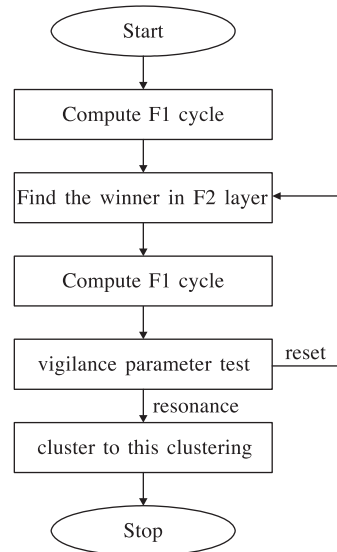 Start
Compute F1 cycle
Find the winner in F2 layer
Compute F1 cycle
vigilance parameter test
reset
resonance
cluster to this clustering
Stop